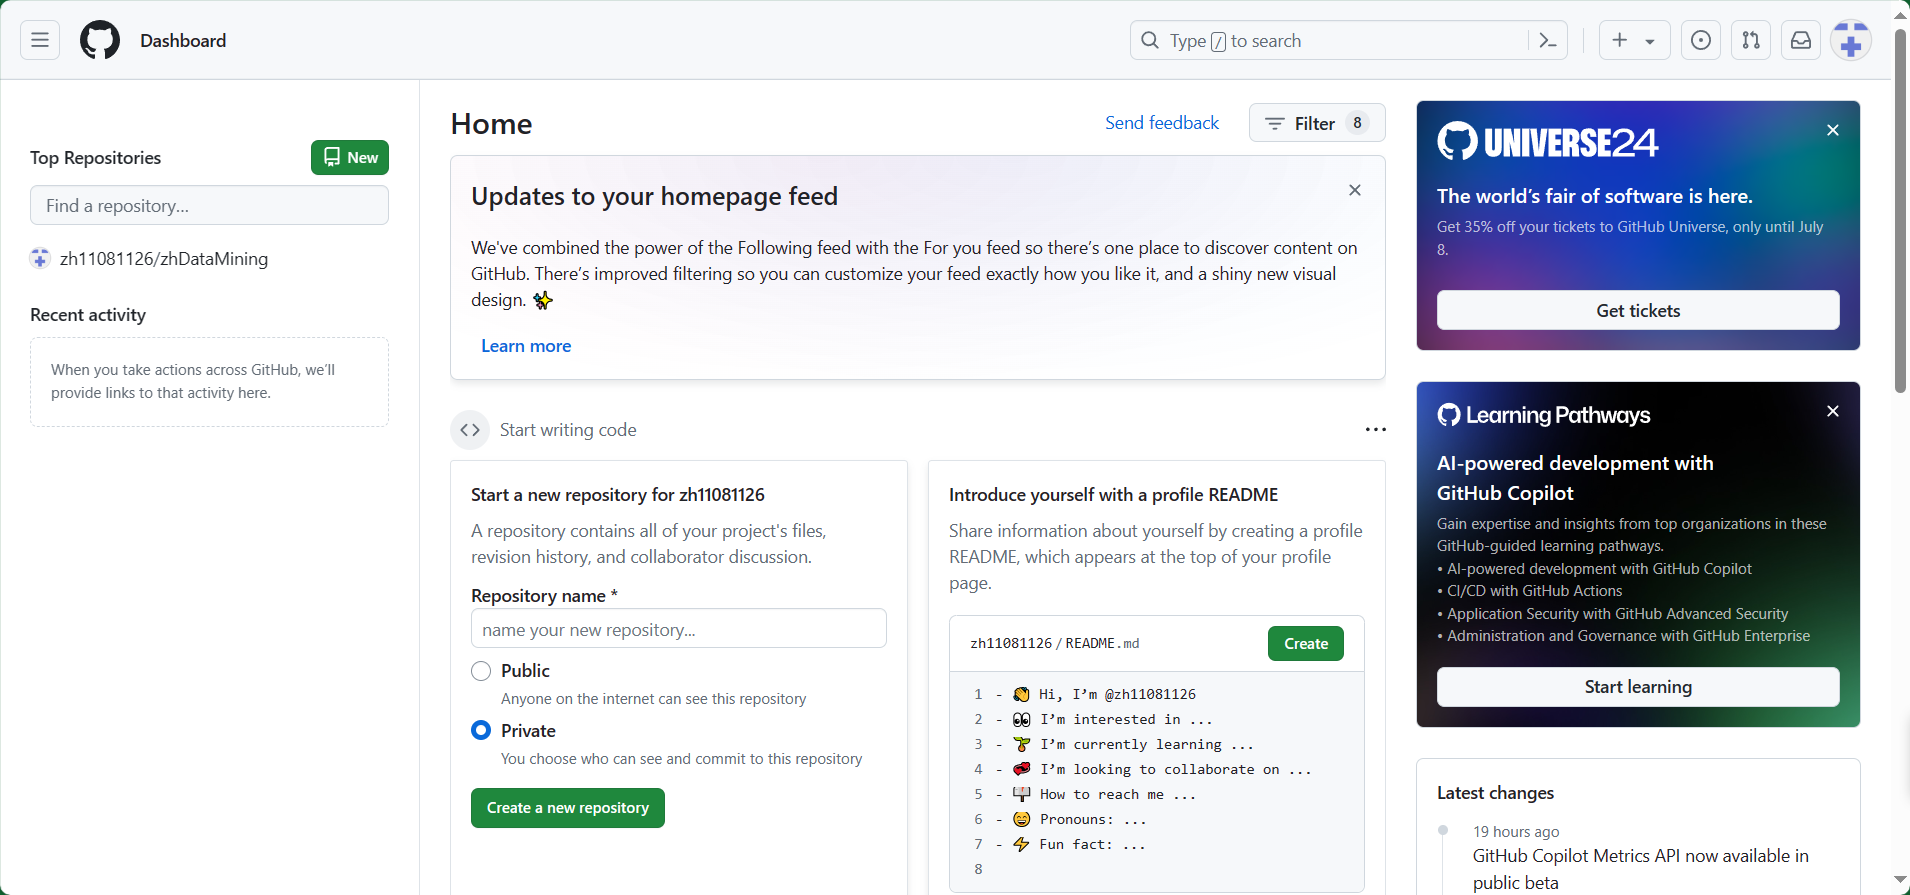 Dashboard
Type / to search
Top Repositories
New
Find a repository...
zh11081126/zhDataMining
Recent activity
When you take actions across GitHub, we'll
provide links to that activity here.
Home
Send feedback
Filter 8
Updates to your homepage feed
We've combined the power of the Following feed with the For you feed so there's one place to discover content on
GitHub. There's improved filtering so you can customize your feed exactly how you like it, and a shiny new visual
design. ✨
Learn more
Start writing code
Start a new repository for zh11081126
A repository contains all of your project's files,
revision history, and collaborator discussion.
Repository name *
name your new repository...
Public
Anyone on the internet can see this repository
Private
You choose who can see and commit to this repository
Create a new repository
Introduce yourself with a profile README
Share information about yourself by creating a profile
README, which appears at the top of your profile
page.
zh11081126 / README.md
Create
1 - 👋 Hi, I'm @zh11081126
2 - 👀 I'm interested in ...
3 - 🌱 I'm currently learning ...
4 - 💞️ I'm looking to collaborate on ...
5 - 📫 How to reach me ...
6 - 😄 Pronouns: ...
7 - ⚡ Fun fact: ...
8
UNIVERSE24
The world's fair of software is here.
Get 35% off your tickets to GitHub Universe, only until July
8.
Get tickets
Learning Pathways
AI-powered development with
GitHub Copilot
Gain expertise and insights from top organizations in these
GitHub-guided learning pathways.
• AI-powered development with GitHub Copilot
• CI/CD with GitHub Actions
• Application Security with GitHub Advanced Security
• Administration and Governance with GitHub Enterprise
Start learning
Latest changes
19 hours ago
GitHub Copilot Metrics API now available in
public beta